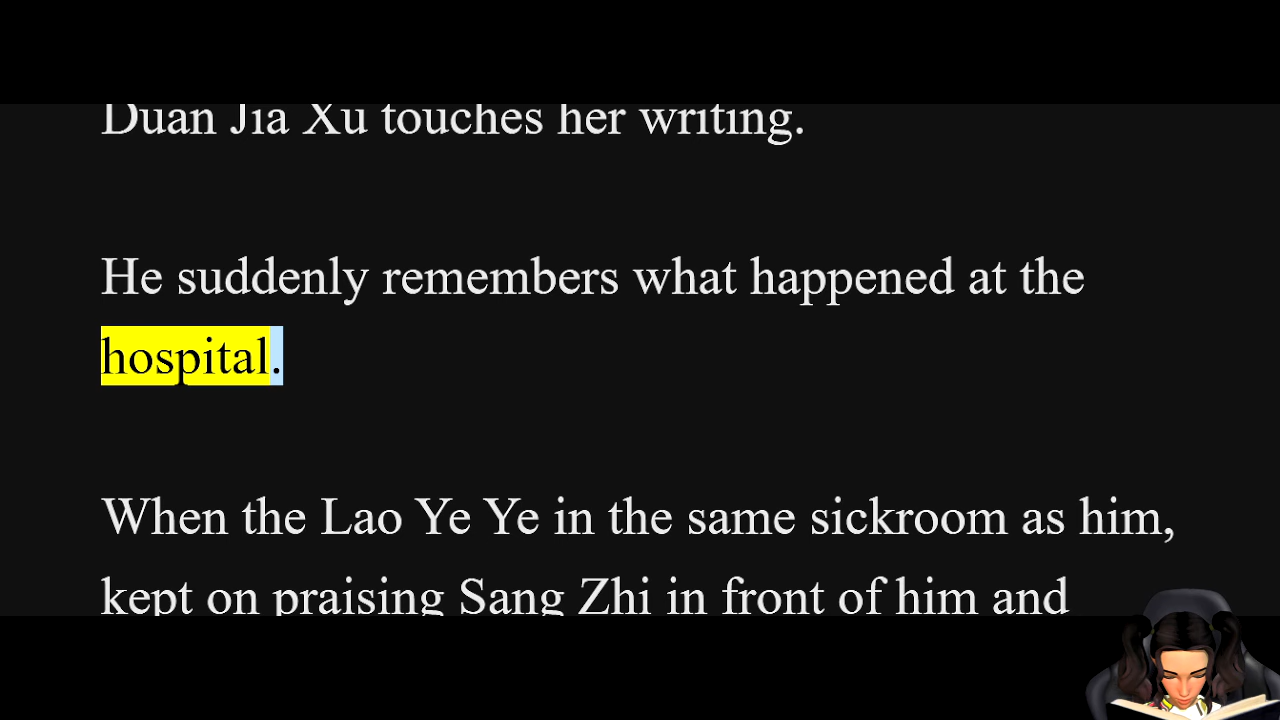 Duan Jia Xu touches her writing.
He suddenly remembers what happened at the
hospital.
When the Lao Ye Ye in the same sickroom as him,
kept on praising Sang Zhi in front of him and